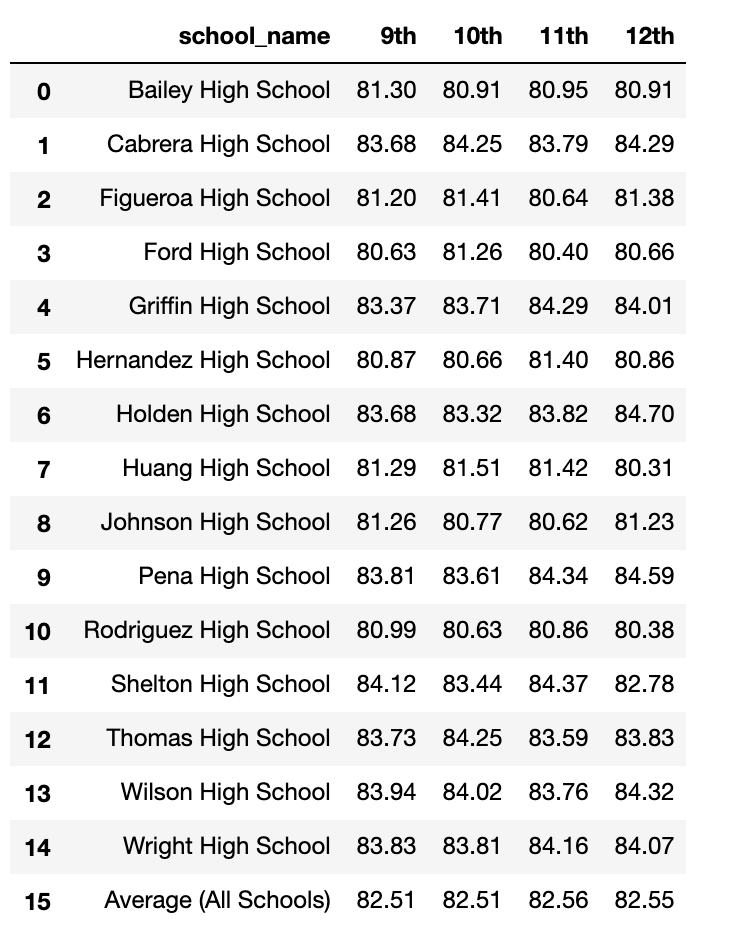 school_name 9th 10th 11th 12th
0 Bailey High School 81.30 80.91 80.95 80.91
1 Cabrera High School 83.68 84.25 83.79 84.29
2 Figueroa High School 81.20 81.41 80.64 81.38
3 Ford High School 80.63 81.26 80.40 80.66
4 Griffin High School 83.37 83.71 84.29 84.01
5 Hernandez High School 80.87 80.66 81.40 80.86
6 Holden High School 83.68 83.32 83.82 84.70
7 Huang High School 81.29 81.51 81.42 80.31
8 Johnson High School 81.26 80.77 80.62 81.23
9 Pena High School 83.81 83.61 84.34 84.59
10 Rodriguez High School 80.99 80.63 80.86 80.38
11 Shelton High School 84.12 83.44 84.37 82.78
12 Thomas High School 83.73 84.25 83.59 83.83
13 Wilson High School 83.94 84.02 83.76 84.32
14 Wright High School 83.83 83.81 84.16 84.07
15 Average (All Schools) 82.51 82.51 82.56 82.55